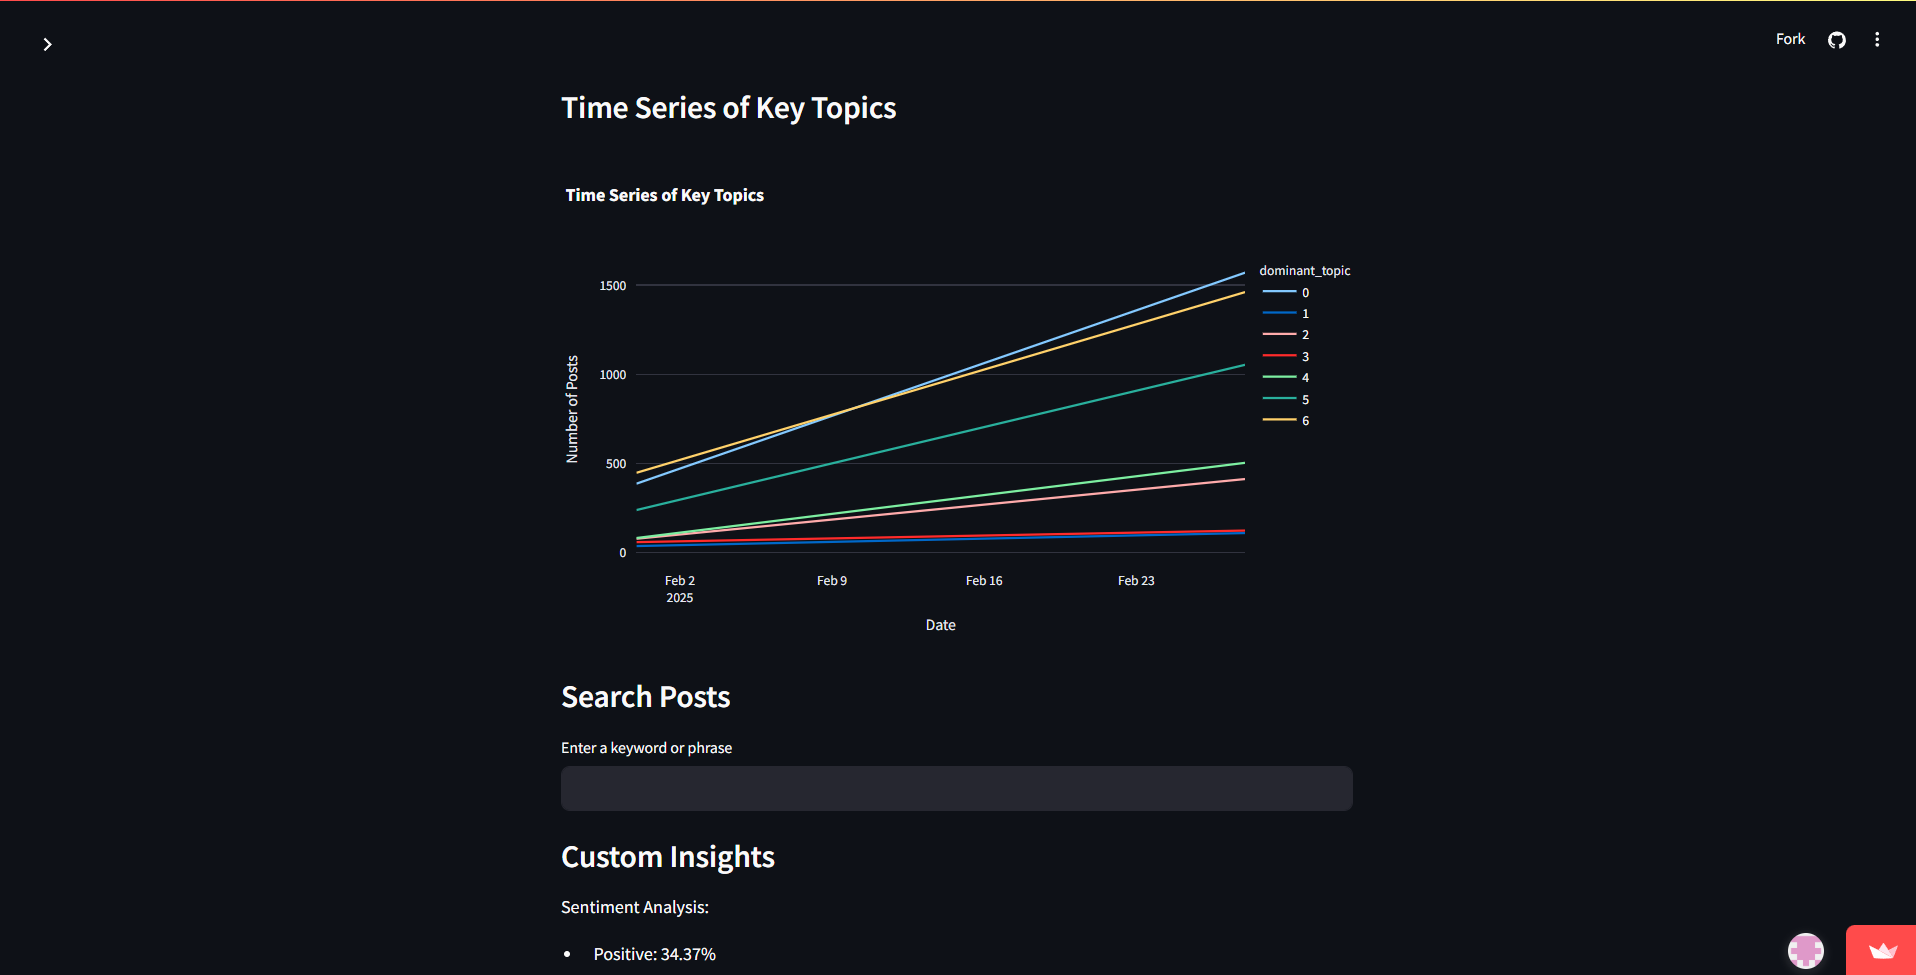 Fork
Time Series of Key Topics
Time Series of Key Topics
dominant_topic
0
1
2
3
4
5
6
Number of Posts
1500
1000
500
0
Feb 2
2025
Feb 9
Feb 16
Feb 23
Date
Search Posts
Enter a keyword or phrase
Custom Insights
Sentiment Analysis:
• Positive: 34.37%